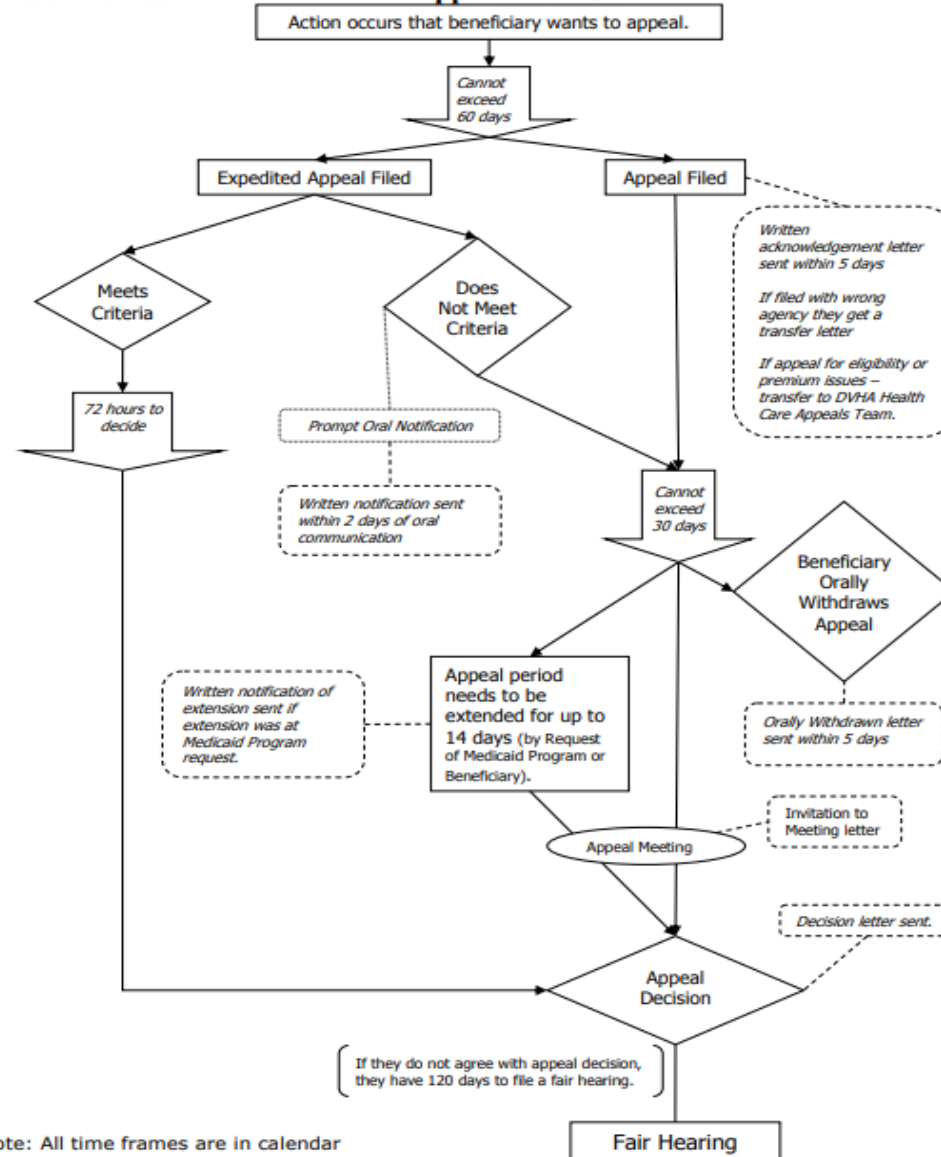 Action occurs that beneficiary wants to appeal.
Cannot
exceed
60 days
Expedited Appeal Filed
Appeal Filed
Written
acknowledgement letter
sent within 5 days
If filed with wrong
agency they get a
transfer letter
If appeal for eligibility or
premium issues –
transfer to DVHA Health
Care Appeals Team.
Meets
Criteria
Does
Not Meet
Criteria
72 hours to
decide
Prompt Oral Notification
Written notification sent
within 2 days of oral
communication
Cannot
exceed
30 days
Beneficiary
Orally
Withdraws
Appeal
Appeal period
needs to be
extended for up to
14 days (by Request
of Medicaid Program or
Beneficiary).
Written notification of
extension sent if
extension was at
Medicaid Program
request.
Orally Withdrawn letter
sent within 5 days
Invitation to
Meeting letter
Appeal Meeting
Decision letter sent.
Appeal
Decision
If they do not agree with appeal decision,
they have 120 days to file a fair hearing.
ote: All time frames are in calendar
Fair Hearing